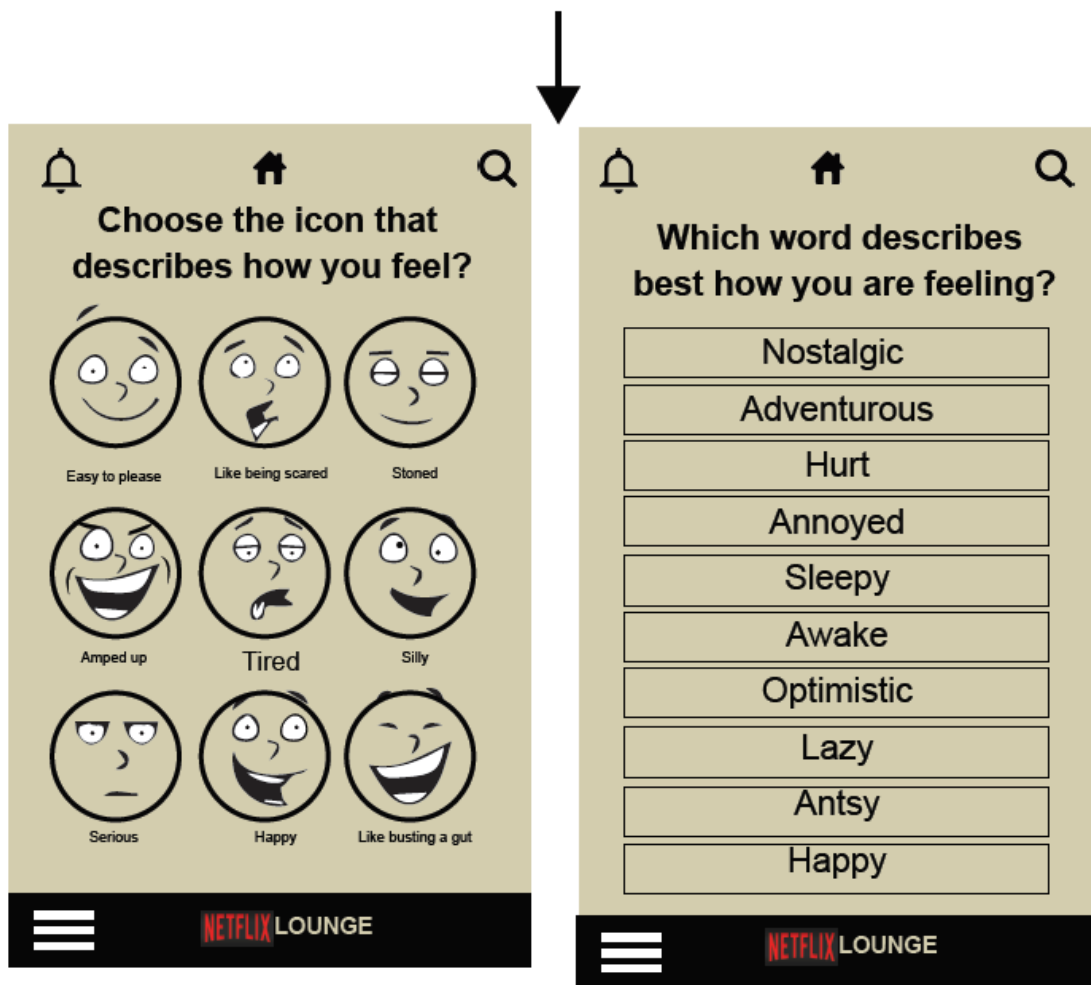 Choose the icon that
describes how you feel?
Easy to please
Like being scared
Stoned
Amped up
Tired
Silly
Serious
Happy
Like busting a gut
NETFLIX LOUNGE
Which word describes
best how you are feeling?
Nostalgic
Adventurous
Hurt
Annoyed
Sleepy
Awake
Optimistic
Lazy
Antsy
Happy
NETFLIX LOUNGE